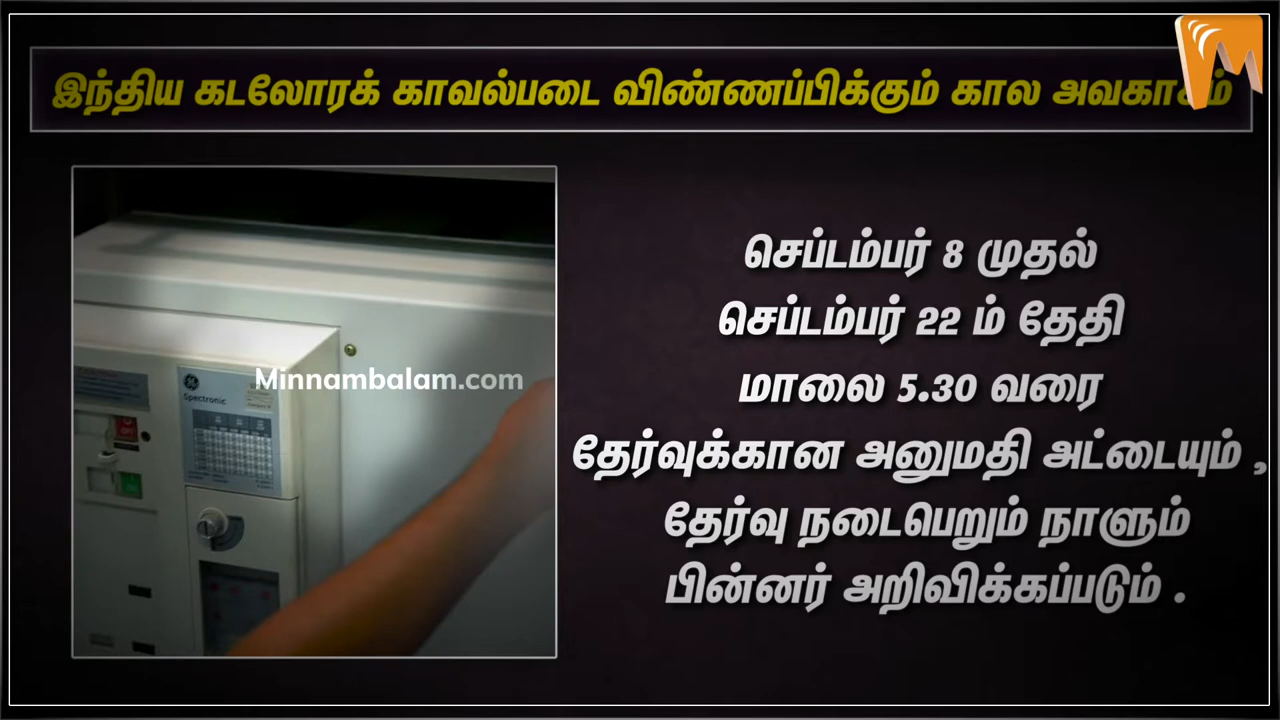 இந்திய கடலோரக் காவல்படை விண்ணப்பிக்கும் கால அவகாசம்
செப்டம்பர் 8 முதல்
செப்டம்பர் 22 ம் தேதி
மாலை 5.30 வரை
தேர்வுக்கான அனுமதி அட்டையும் ,
தேர்வு நடைபெறும் நாளும்
பின்னர் அறிவிக்கப்படும் .
Minnambalam.com
Spectronic
OFF